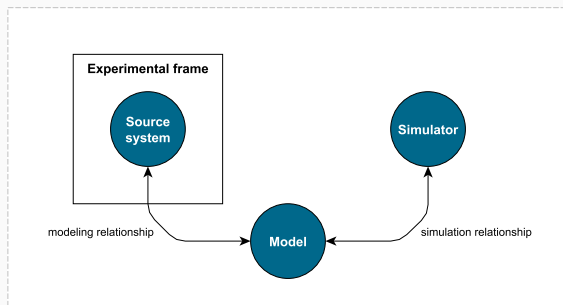 Experimental frame
Source
system
Simulator
modeling relationship
Model
simulation relationship